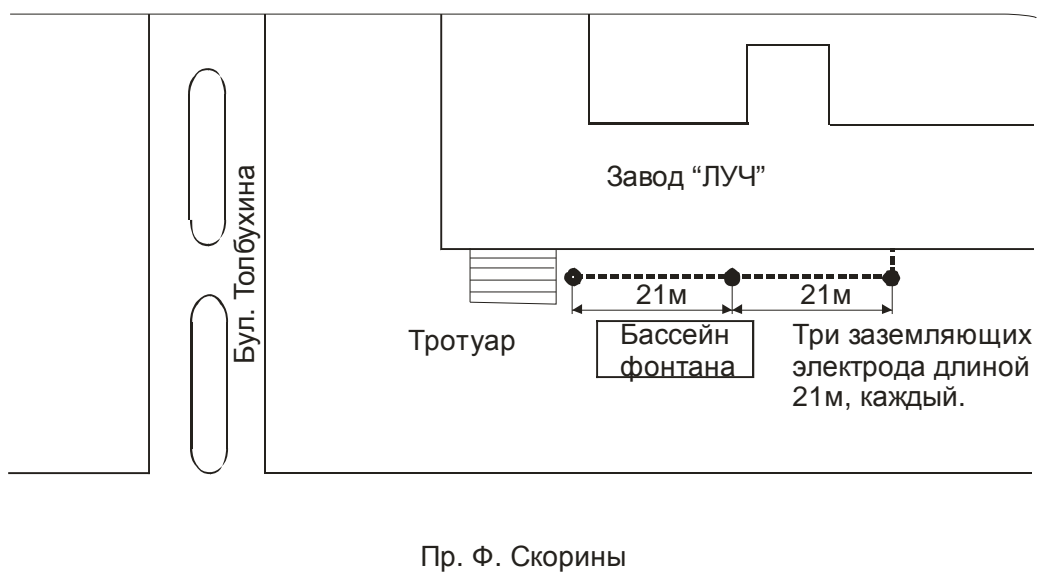 Завод “ЛУЧ”
Бул. Толбухина
21м
21м
Тротуар
Бассейн
фонтана
Три заземляющих
электрода длиной
21м, каждый.
Пр. Ф. Скорины